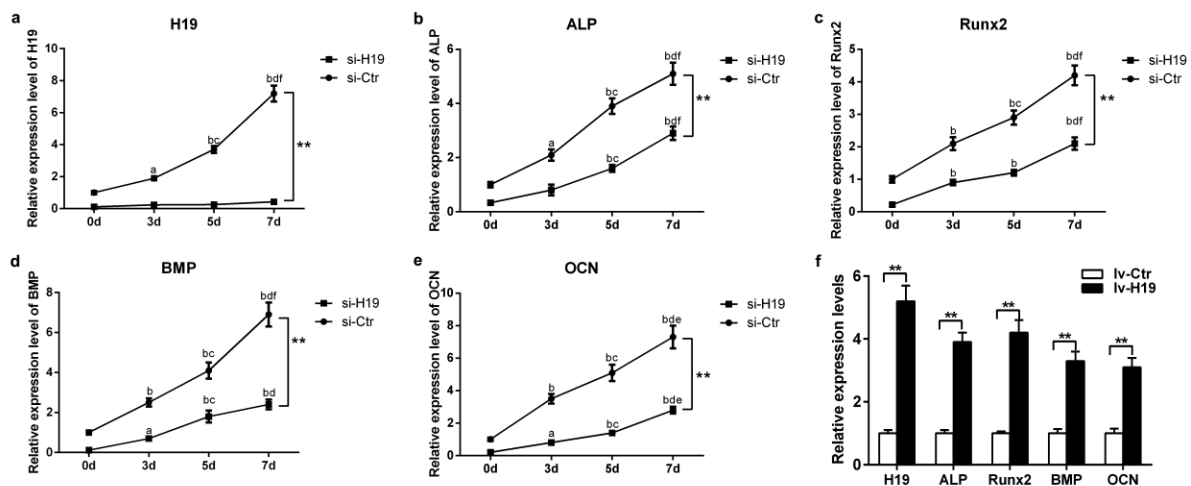 a
H19
Relative expression level of H19
10
8
6
4
2
0
0d 3d 5d 7d
a
bc
bdf
**
si-H19
si-Ctr
b
ALP
Relative expression level of ALP
6
4
2
0
0d 3d 5d 7d
a
bc
bdf
bc
bdf
**
si-H19
si-Ctr
c
Runx2
Relative expression level of Runx2
5
4
3
2
1
0
0d 3d 5d 7d
b
bc
bdf
b
b
bdf
**
si-H19
si-Ctr
d
BMP
Relative expression level of BMP
8
6
4
2
0
0d 3d 5d 7d
b
bc
bdf
a
bc
bd
**
si-H19
si-Ctr
e
OCN
Relative expression level of OCN
10
8
6
4
2
0
0d 3d 5d 7d
b
bc
bde
a
bc
bde
**
si-H19
si-Ctr
f
Relative expression levels
6
4
2
0
H19 ALP Runx2 BMP OCN
** ** ** ** **
lv-Ctr
lv-H19